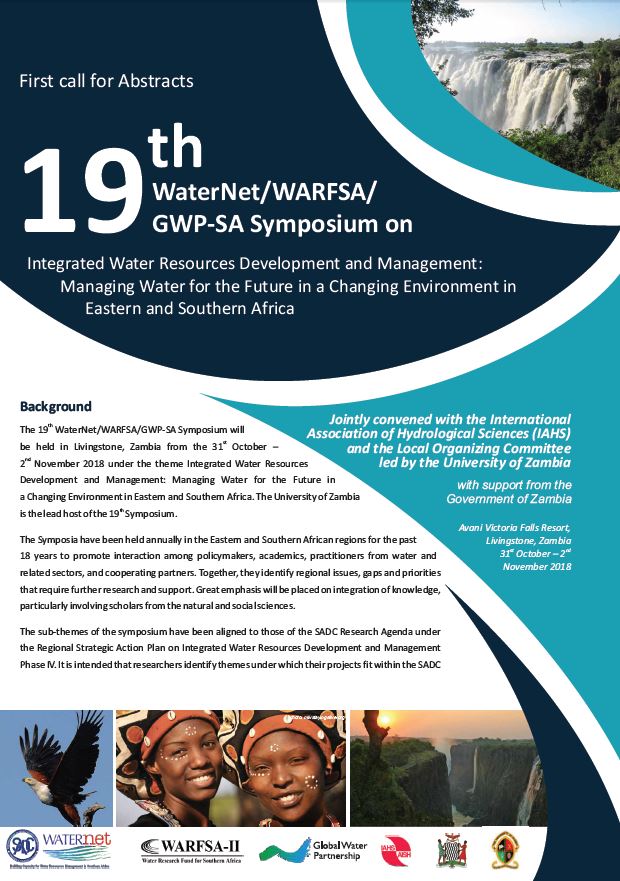 First call for Abstracts
19th
WaterNet/WARFSA/
GWP-SA Symposium on
Integrated Water Resources Development and Management:
Managing Water for the Future in a Changing Environment in
Eastern and Southern Africa
Background
The 19th WaterNet/WARFSA/GWP-SA Symposium will
be held in Livingstone, Zambia from the 31st October –
2nd November 2018 under the theme Integrated Water Resources
Development and Management: Managing Water for the Future in
a Changing Environment in Eastern and Southern Africa. The University of Zambia
is the lead host of the 19th Symposium.
The Symposia have been held annually in the Eastern and Southern African regions for the past
18 years to promote interaction among policymakers, academics, practitioners from water and
related sectors, and cooperating partners. Together, they identify regional issues, gaps and priorities
that require further research and support. Great emphasis will be placed on integration of knowledge,
particularly involving scholars from the natural and social sciences.
The sub-themes of the symposium have been aligned to those of the SADC Research Agenda under
the Regional Strategic Action Plan on Integrated Water Resources Development and Management
Phase IV. It is intended that researchers identify themes under which their projects fit within the SADC
Jointly convened with the International
Association of Hydrological Sciences (IAHS)
and the Local Organizing Committee
led by the University of Zambia
with support from the
Government of Zambia
Avani Victoria Falls Resort,
Livingstone, Zambia
31st October – 2nd
November 2018
SADC
WATERnet
WARFSA-II
Water Research Fund for Southern Africa
Global Water
Partnership
IAHS
AISH